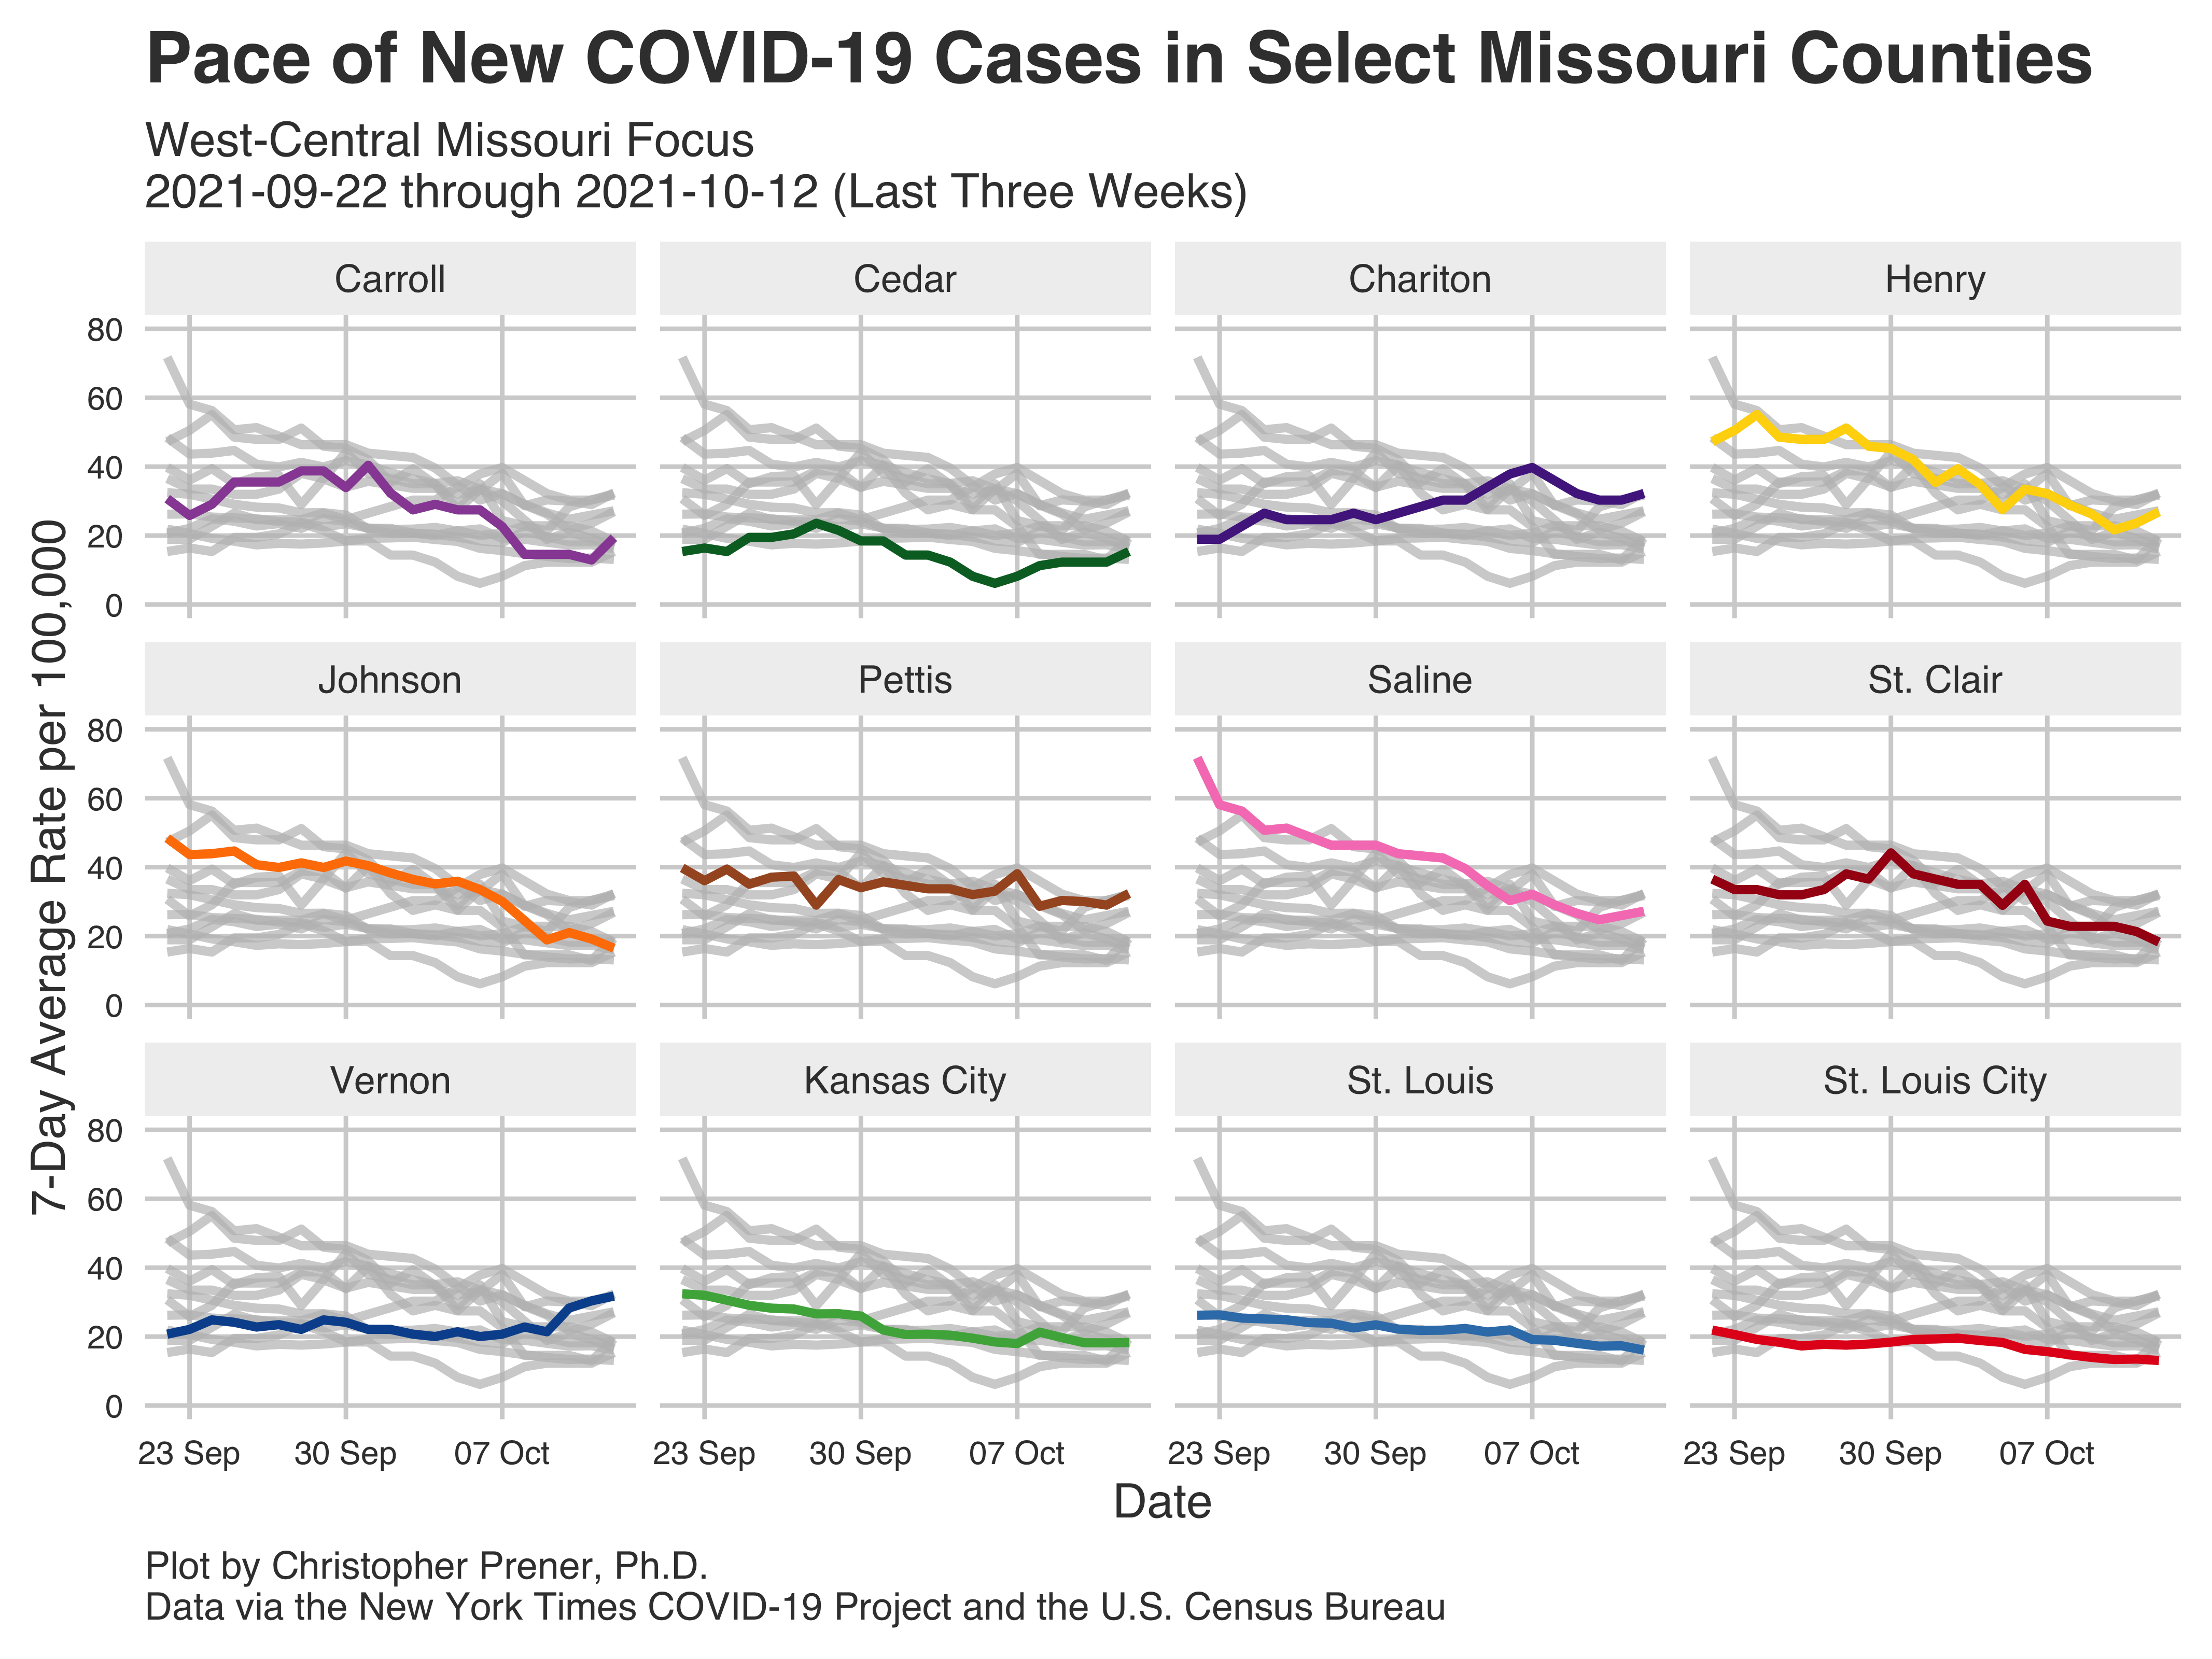 Pace of New COVID-19 Cases in Select Missouri Counties
West-Central Missouri Focus
2021-09-22 through 2021-10-12 (Last Three Weeks)
7-Day Average Rate per 100,000
Carroll Cedar Chariton Henry
80
60
40
20
0
Johnson Pettis Saline St. Clair
80
60
40
20
0
Vernon Kansas City St. Louis St. Louis City
80
60
40
20
0
23 Sep 30 Sep 07 Oct 23 Sep 30 Sep 07 Oct 23 Sep 30 Sep 07 Oct 23 Sep 30 Sep 07 Oct
Date
Plot by Christopher Prener, Ph.D.
Data via the New York Times COVID-19 Project and the U.S. Census Bureau